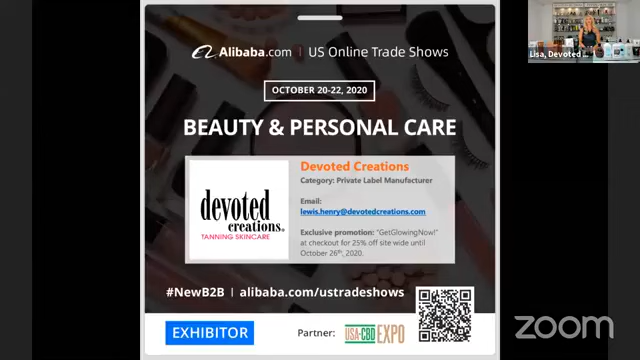 Alibaba.com | US Online Trade Shows
Lisa, Devoted
OCTOBER 20-22, 2020
BEAUTY & PERSONAL CARE
devoted
creations®
TANNING SKINCARE
Devoted Creations
Category: Private Label Manufacturer
Email:
lewis.henry@devotedcreations.com
Exclusive promotion: "GetGlowingNow!"
at checkout for 25% off site wide until
October 26th, 2020.
#NewB2B | alibaba.com/ustradeshows
EXHIBITOR
Partner:
USA-CBD
EXPO
zoom